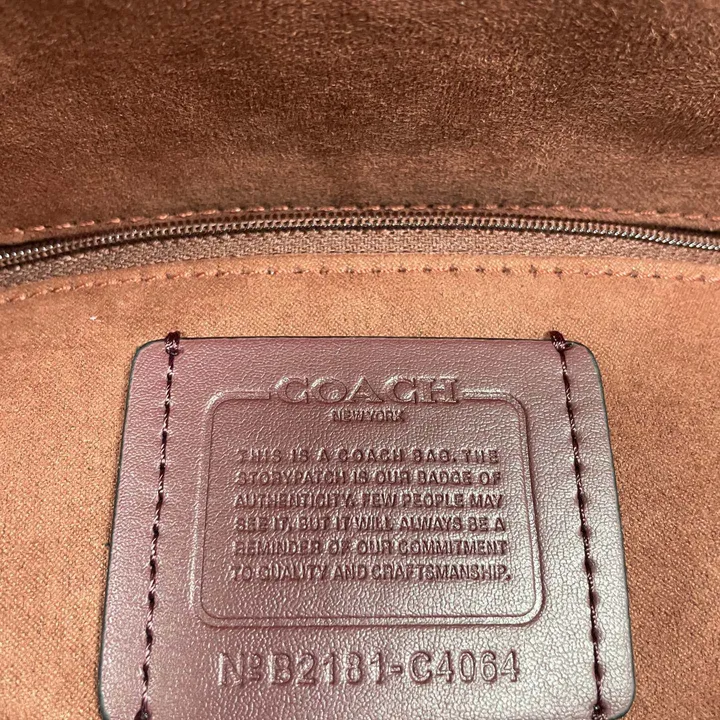 COACH
NEW YORK
THIS IS A COACH BAG. THE
STORYPATCH IS OUR BADGE OF
AUTHENTICITY. FEW PEOPLE MAY
SEE IT, BUT IT WILL ALWAYS BE A
REMINDER OF OUR COMMITMENT
TO QUALITY AND CRAFTSMANSHIP.
NºB2181-C4064